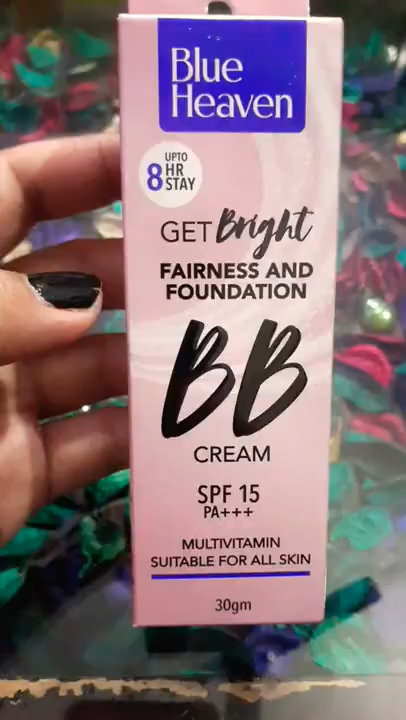 Blue
Heaven
UPTO
8 HR
STAY
GET Bright
FAIRNESS AND
FOUNDATION
BB
CREAM
SPF 15
PA+++
MULTIVITAMIN
SUITABLE FOR ALL SKIN
30gm